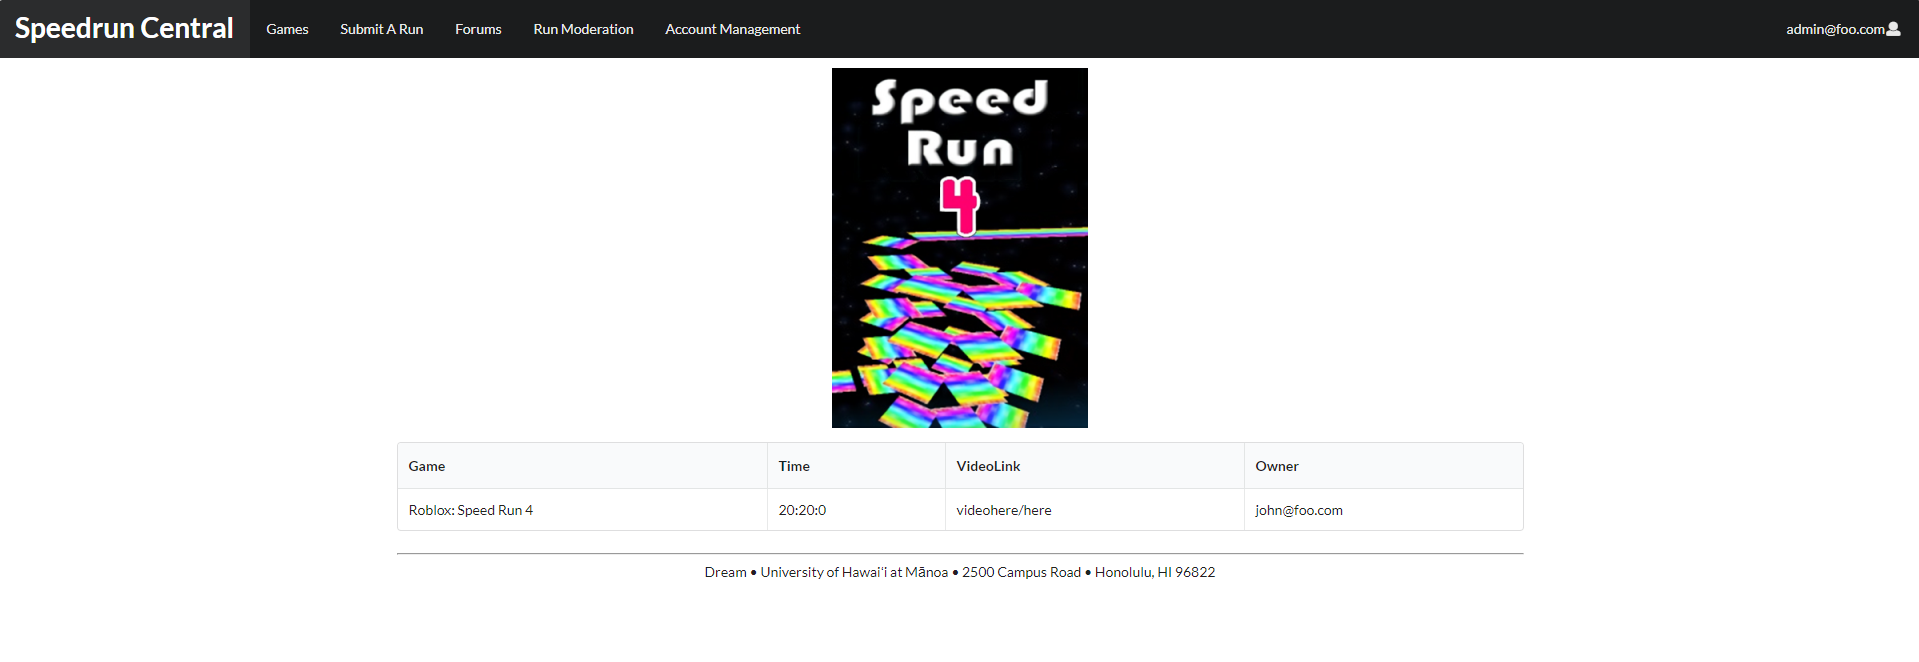 Speedrun Central Games Submit A Run Forums Run Moderation Account Management admin@foo.com
Speed
Run
4
Game Time VideoLink Owner
Roblox: Speed Run 4 20:20:0 videohere/here john@foo.com
Dream • University of Hawaiʻi at Mānoa • 2500 Campus Road • Honolulu, HI 96822